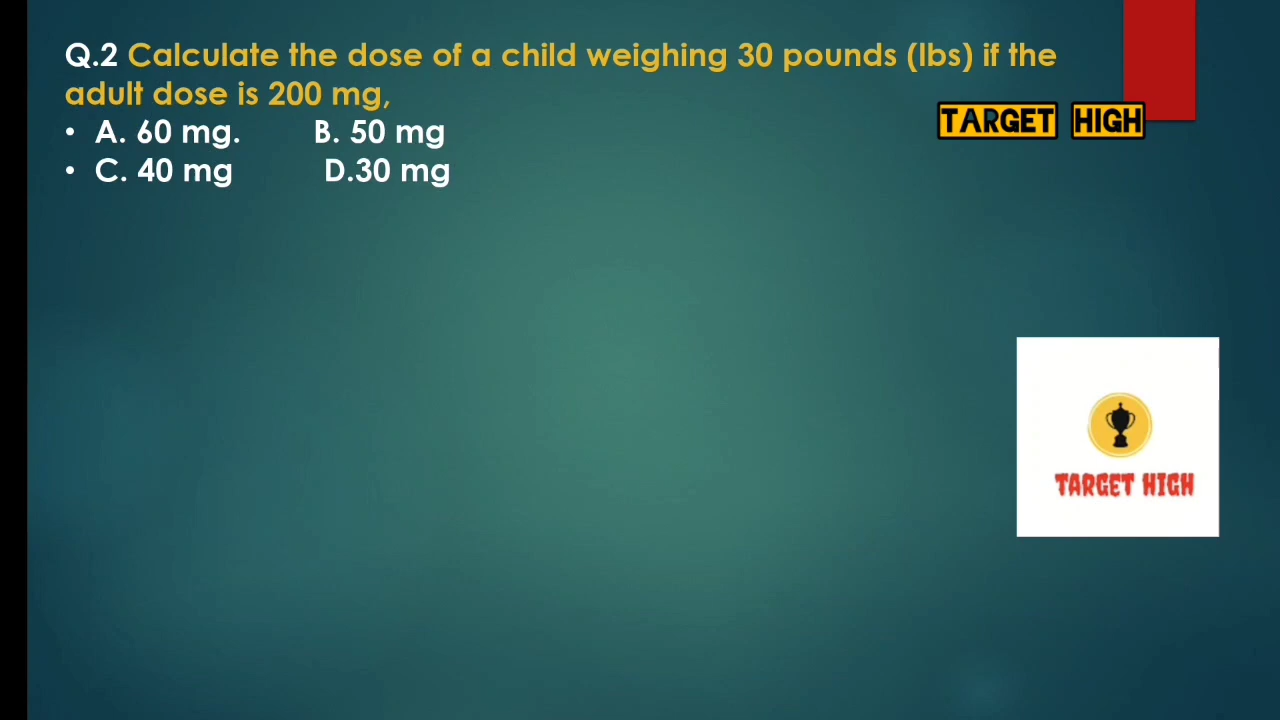 Q.2 Calculate the dose of a child weighing 30 pounds (lbs) if the
adult dose is 200 mg,
• A. 60 mg. B. 50 mg
• C. 40 mg D.30 mg
TARGET HIGH
TARGET HIGH